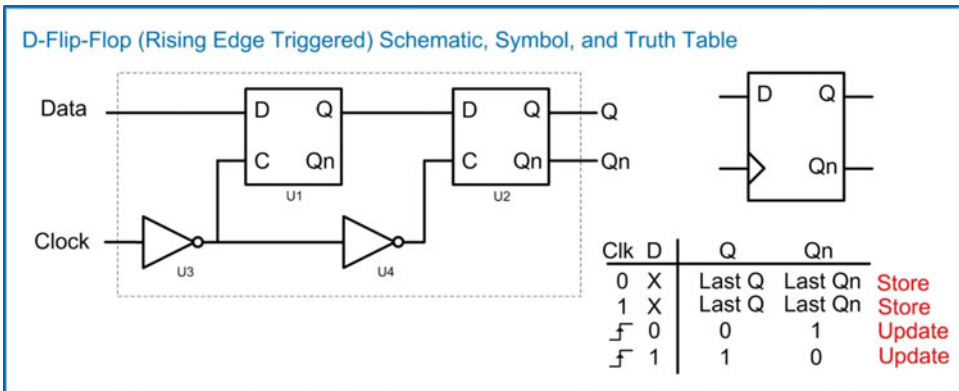 D-Flip-Flop (Rising Edge Triggered) Schematic, Symbol, and Truth Table
Data
D Q
C Qn
U1
D Q
C Qn
U2
Q
Qn
Clock
U3
U4
D Q
Qn
Clk D Q Qn
0 X Last Q Last Qn Store
1 X Last Q Last Qn Store
0 0 1 Update
1 1 0 Update